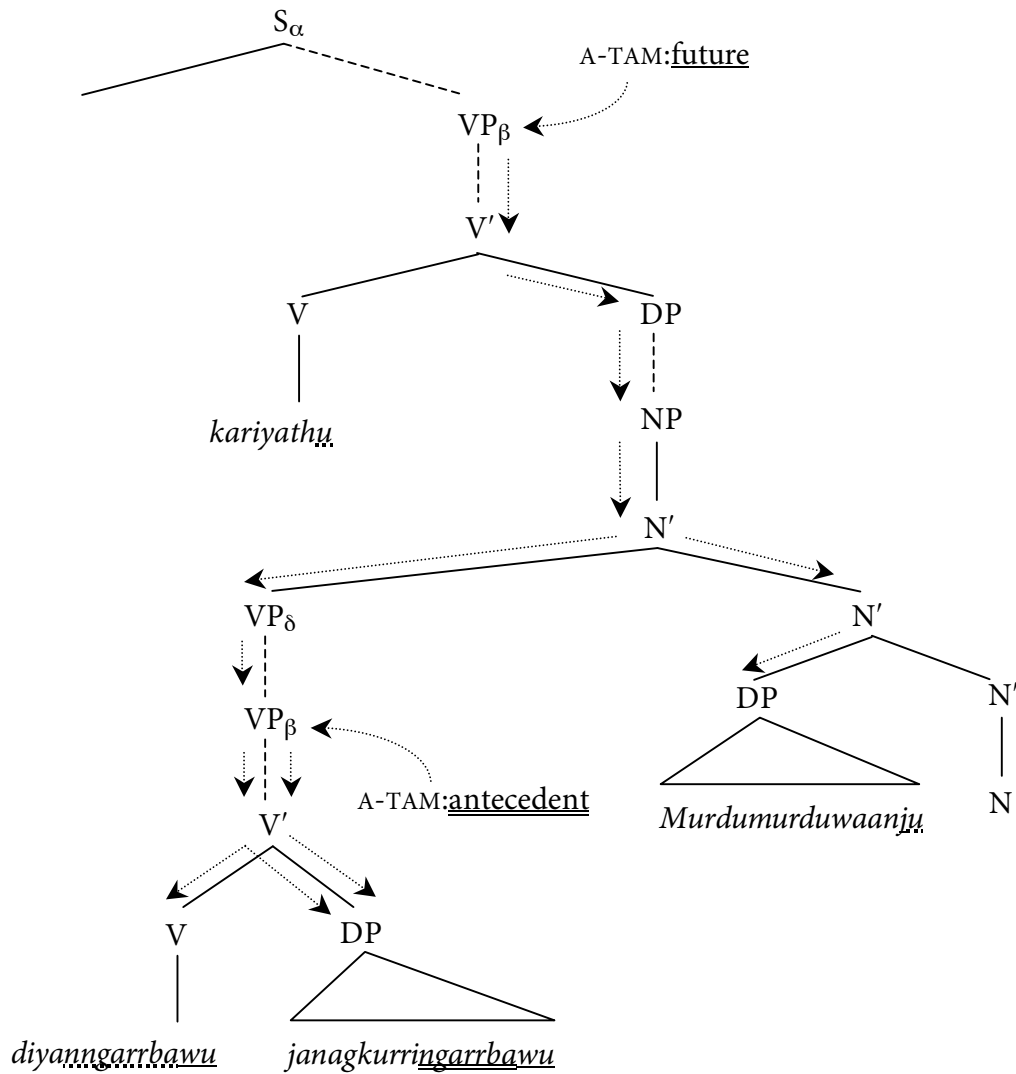 Sα
A-TAM:future
VPβ
V′
V DP
kariyathu NP
N′
VPδ N′
VPβ DP N′
A-TAM:antecedent Murdumurduwaanju N
V′
V DP
diyanngarrbawu janagkurringarrbawu